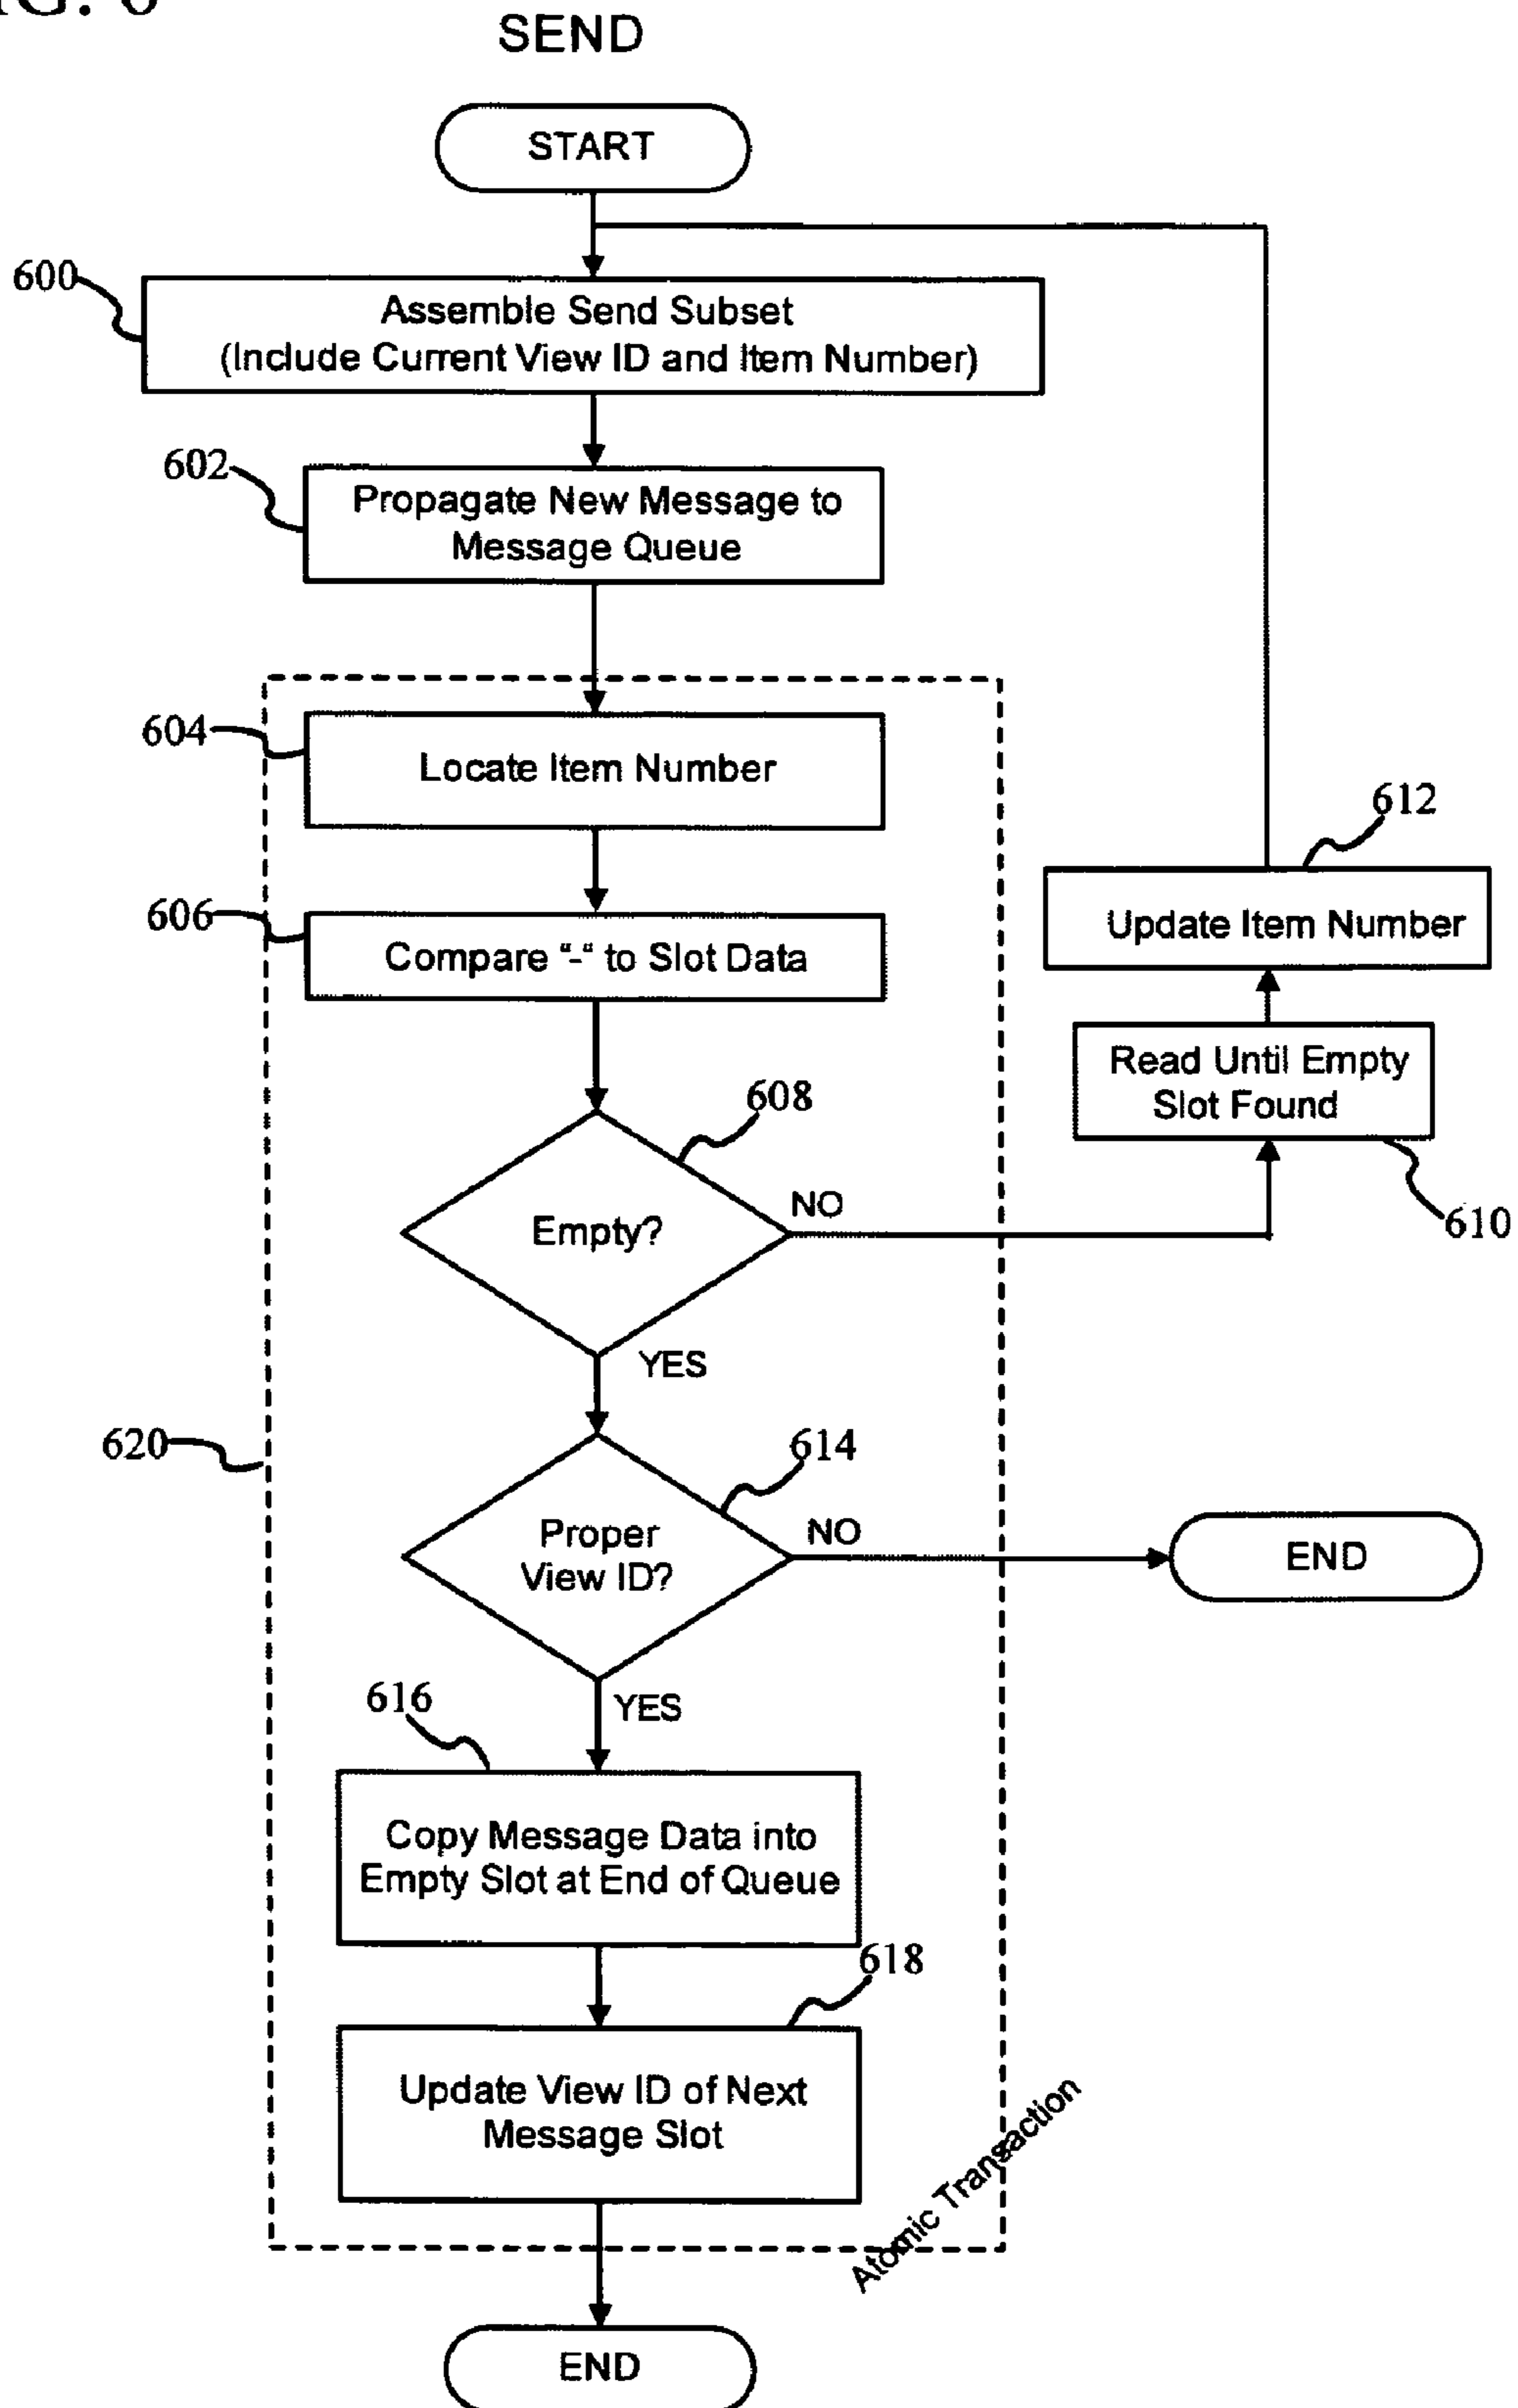 SEND
START
600
Assemble Send Subset
(Include Current View ID and Item Number)
602
Propagate New Message to
Message Queue
604
Locate Item Number
606
Compare “-“ to Slot Data
612
Update Item Number
Read Until Empty
Slot Found
610
608
Empty?
NO
YES
620
614
Proper
View ID?
NO
END
YES
616
Copy Message Data into
Empty Slot at End of Queue
618
Update View ID of Next
Message Slot
Atomic Transaction
END